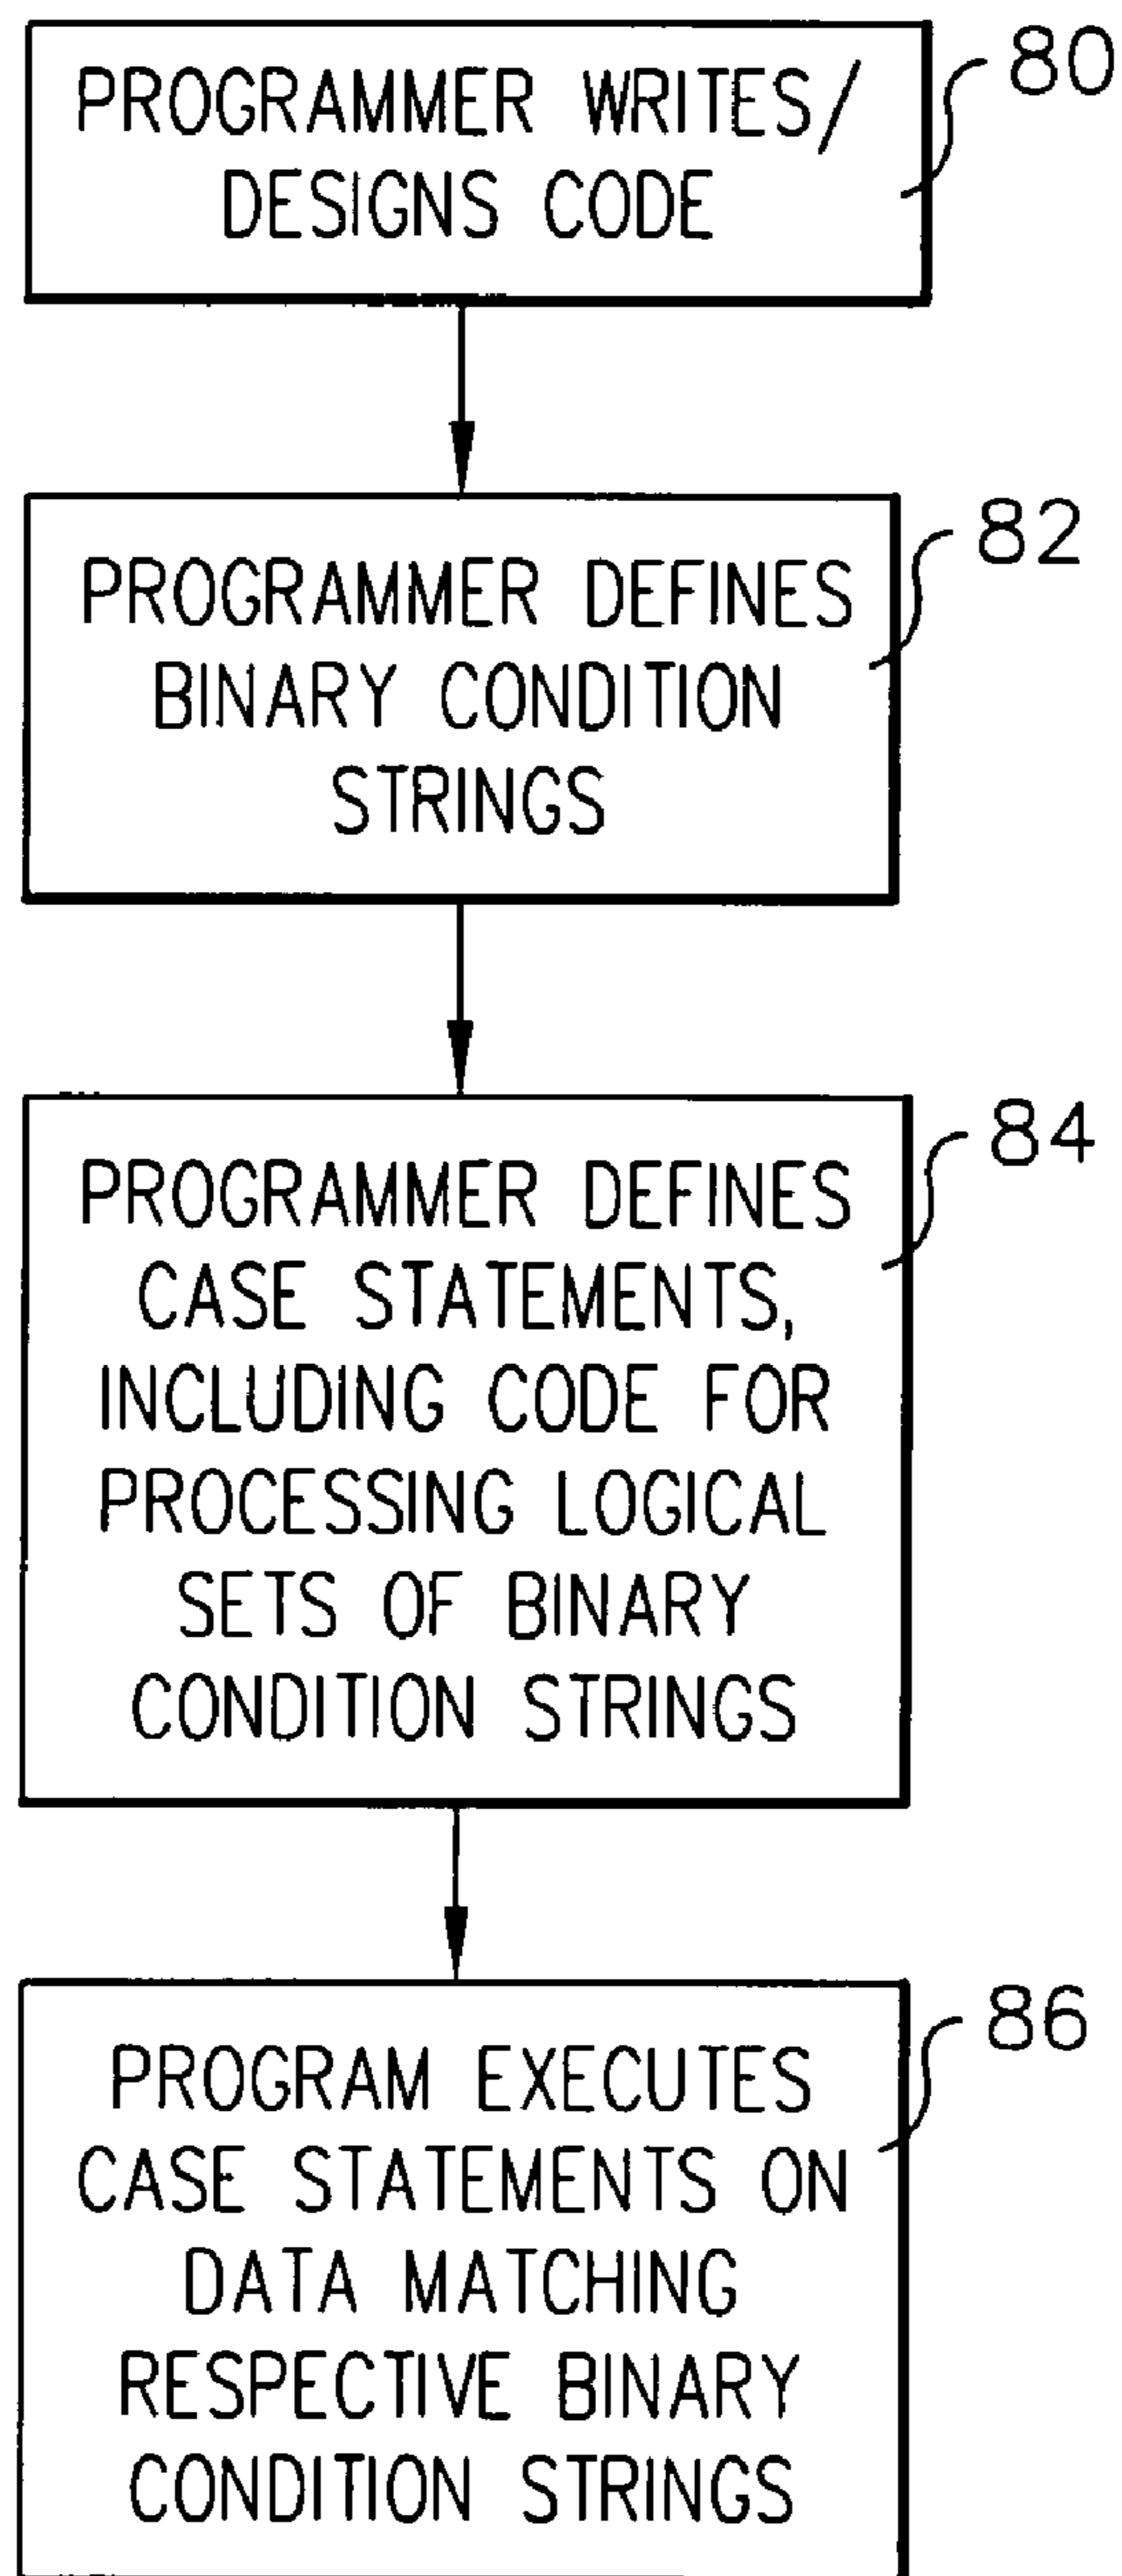 80
PROGRAMMER WRITES/
DESIGNS CODE
82
PROGRAMMER DEFINES
BINARY CONDITION
STRINGS
84
PROGRAMMER DEFINES
CASE STATEMENTS,
INCLUDING CODE FOR
PROCESSING LOGICAL
SETS OF BINARY
CONDITION STRINGS
86
PROGRAM EXECUTES
CASE STATEMENTS ON
DATA MATCHING
RESPECTIVE BINARY
CONDITION STRINGS